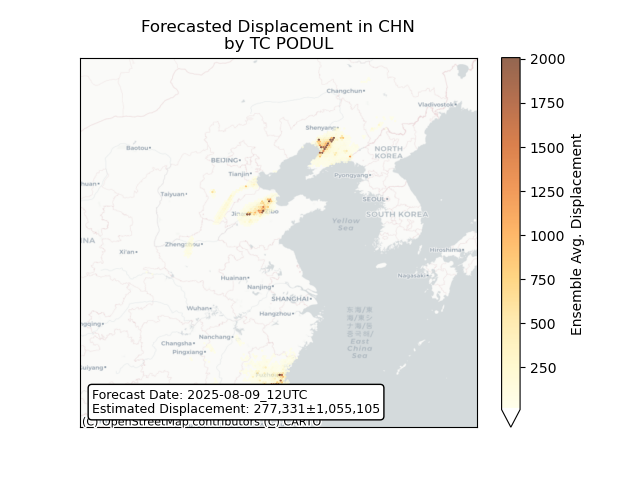 Forecasted Displacement in CHN
by TC PODUL
2000
1750
1500
1250
1000
750
500
250
Ensemble Avg. Displacement
Changchun
Vladivostok
Shenyang
Baotou
BEIJING
NORTH
KOREA
Tianjin
Pyongyang
Taiyuan
SEOUL
SOUTH KOREA
Yellow
Sea
Zhengzhou
Xi'an
Hiroshima
Nagasaki
Huainan
Nanjing
SHANGHAI
Wuhan
Hangzhou
East
China
Sea
Nanchang
Changsha
Pingxiang
Forecast Date: 2025-08-09_12UTC
Estimated Displacement: 277,331±1,055,105
(C) OpenStreetMap contributors (C) CARTO